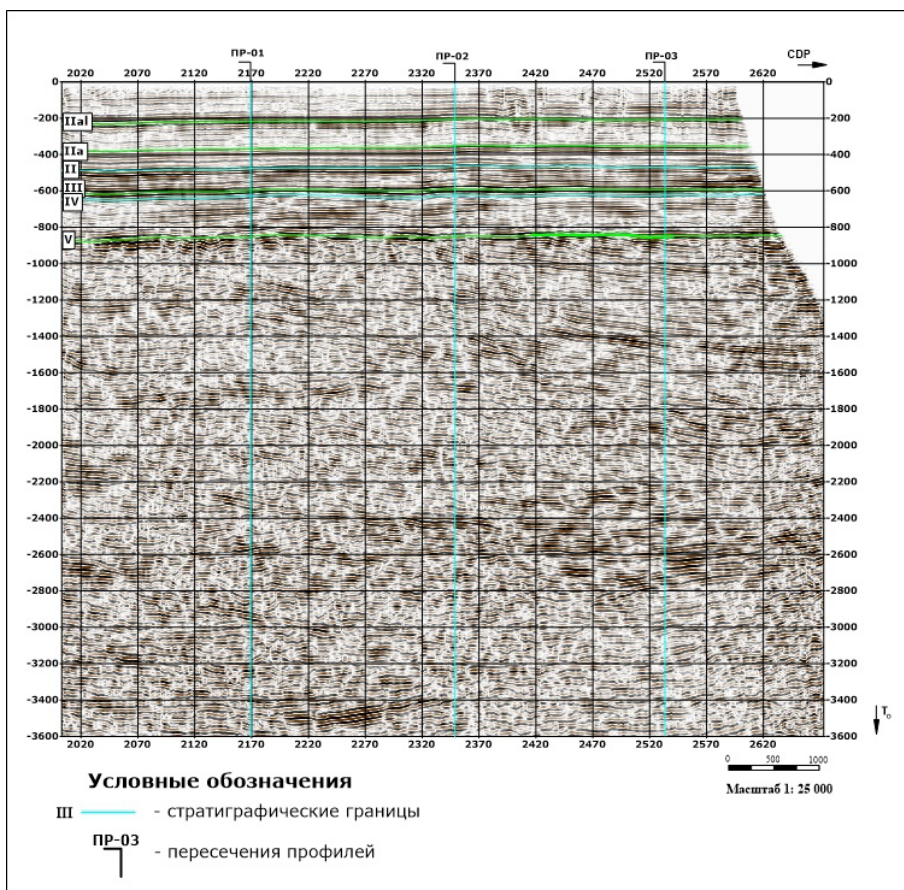 ПР-01 ПР-02 ПР-03 CDP
2020 2070 2120 2170 2220 2270 2320 2370 2420 2470 2520 2570 2620
0 0
IIal -200 -200
IIa -400 -400
II
III -600 -600
IV
V -800 -800
-1000 -1000
-1200 -1200
-1400 -1400
-1600 -1600
-1800 -1800
-2000 -2000
-2200 -2200
-2400 -2400
-2600 -2600
-2800 -2800
-3000 -3000
-3200 -3200
-3400 -3400
T₀
-3600 -3600
2020 2070 2120 2170 2220 2270 2320 2370 2420 2470 2520 2570 2620
0 500 1000
Масштаб 1: 25 000
Условные обозначения
III - стратиграфические границы
ПР-03 - пересечения профилей